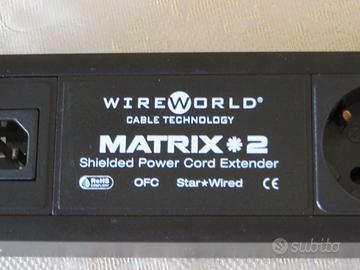 WIREWORLD®
CABLE TECHNOLOGY
MATRIX✷2
Shielded Power Cord Extender
RoHS OFC Star★Wired CE
subito